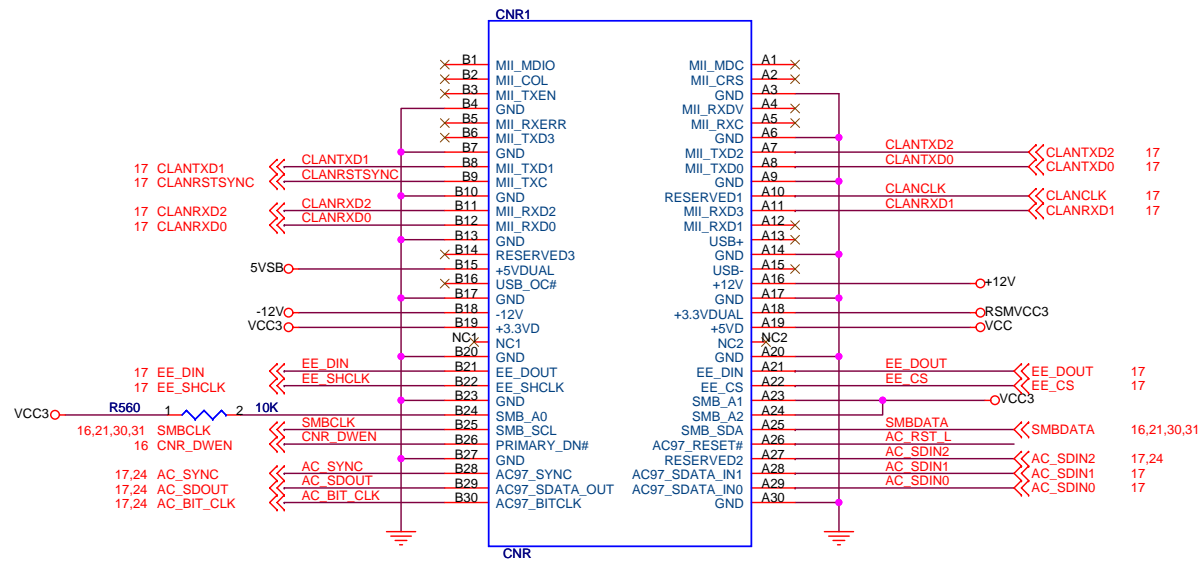 CNR1
B1 MII_MDIO MII_MDC A1
B2 MII_COL MII_CRS A2
B3 MII_TXEN GND A3
B4 GND MII_RXDV A4
B5 MII_RXERR MII_RXC A5
B6 MII_TXD3 GND A6
B7 GND MII_TXD2 A7 CLANTXD2 CLANTXD2 17
17 CLANTXD1 CLANTXD1 B8 MII_TXD1 MII_TXD0 A8 CLANTXD0 CLANTXD0 17
17 CLANRSTSYNC CLANRSTSYNC B9 MII_TXC GND A9
B10 GND RESERVED1 A10 CLANCLK CLANCLK 17
17 CLANRXD2 CLANRXD2 B11 MII_RXD2 MII_RXD3 A11 CLANRXD1 CLANRXD1 17
17 CLANRXD0 CLANRXD0 B12 MII_RXD0 MII_RXD1 A12
B13 GND USB+ A13
B14 RESERVED3 GND A14
5VSB B15 +5VDUAL USB- A15
B16 USB_OC# +12V A16 +12V
B17 GND GND A17
-12V B18 -12V +3.3VDUAL A18 RSMVCC3
VCC3 B19 +3.3VD +5VD A19 VCC
NC1 NC1 NC2 NC2
B20 GND GND A20
17 EE_DIN EE_DIN B21 EE_DOUT EE_DIN A21 EE_DOUT EE_DOUT 17
17 EE_SHCLK EE_SHCLK B22 EE_SHCLK EE_CS A22 EE_CS EE_CS 17
B23 GND SMB_A1 A23 VCC3
VCC3 R560 1 2 10K B24 SMB_A0 SMB_A2 A24
16,21,30,31 SMBCLK SMBCLK B25 SMB_SCL SMB_SDA A25 SMBDATA SMBDATA 16,21,30,31
16 CNR_DWEN CNR_DWEN B26 PRIMARY_DN# AC97_RESET# A26 AC_RST_L
B27 GND RESERVED2 A27 AC_SDIN2 AC_SDIN2 17,24
17,24 AC_SYNC AC_SYNC B28 AC97_SYNC AC97_SDATA_IN1 A28 AC_SDIN1 AC_SDIN1 17
17,24 AC_SDOUT AC_SDOUT B29 AC97_SDATA_OUT AC97_SDATA_IN0 A29 AC_SDIN0 AC_SDIN0 17
17,24 AC_BIT_CLK AC_BIT_CLK B30 AC97_BITCLK GND A30
CNR